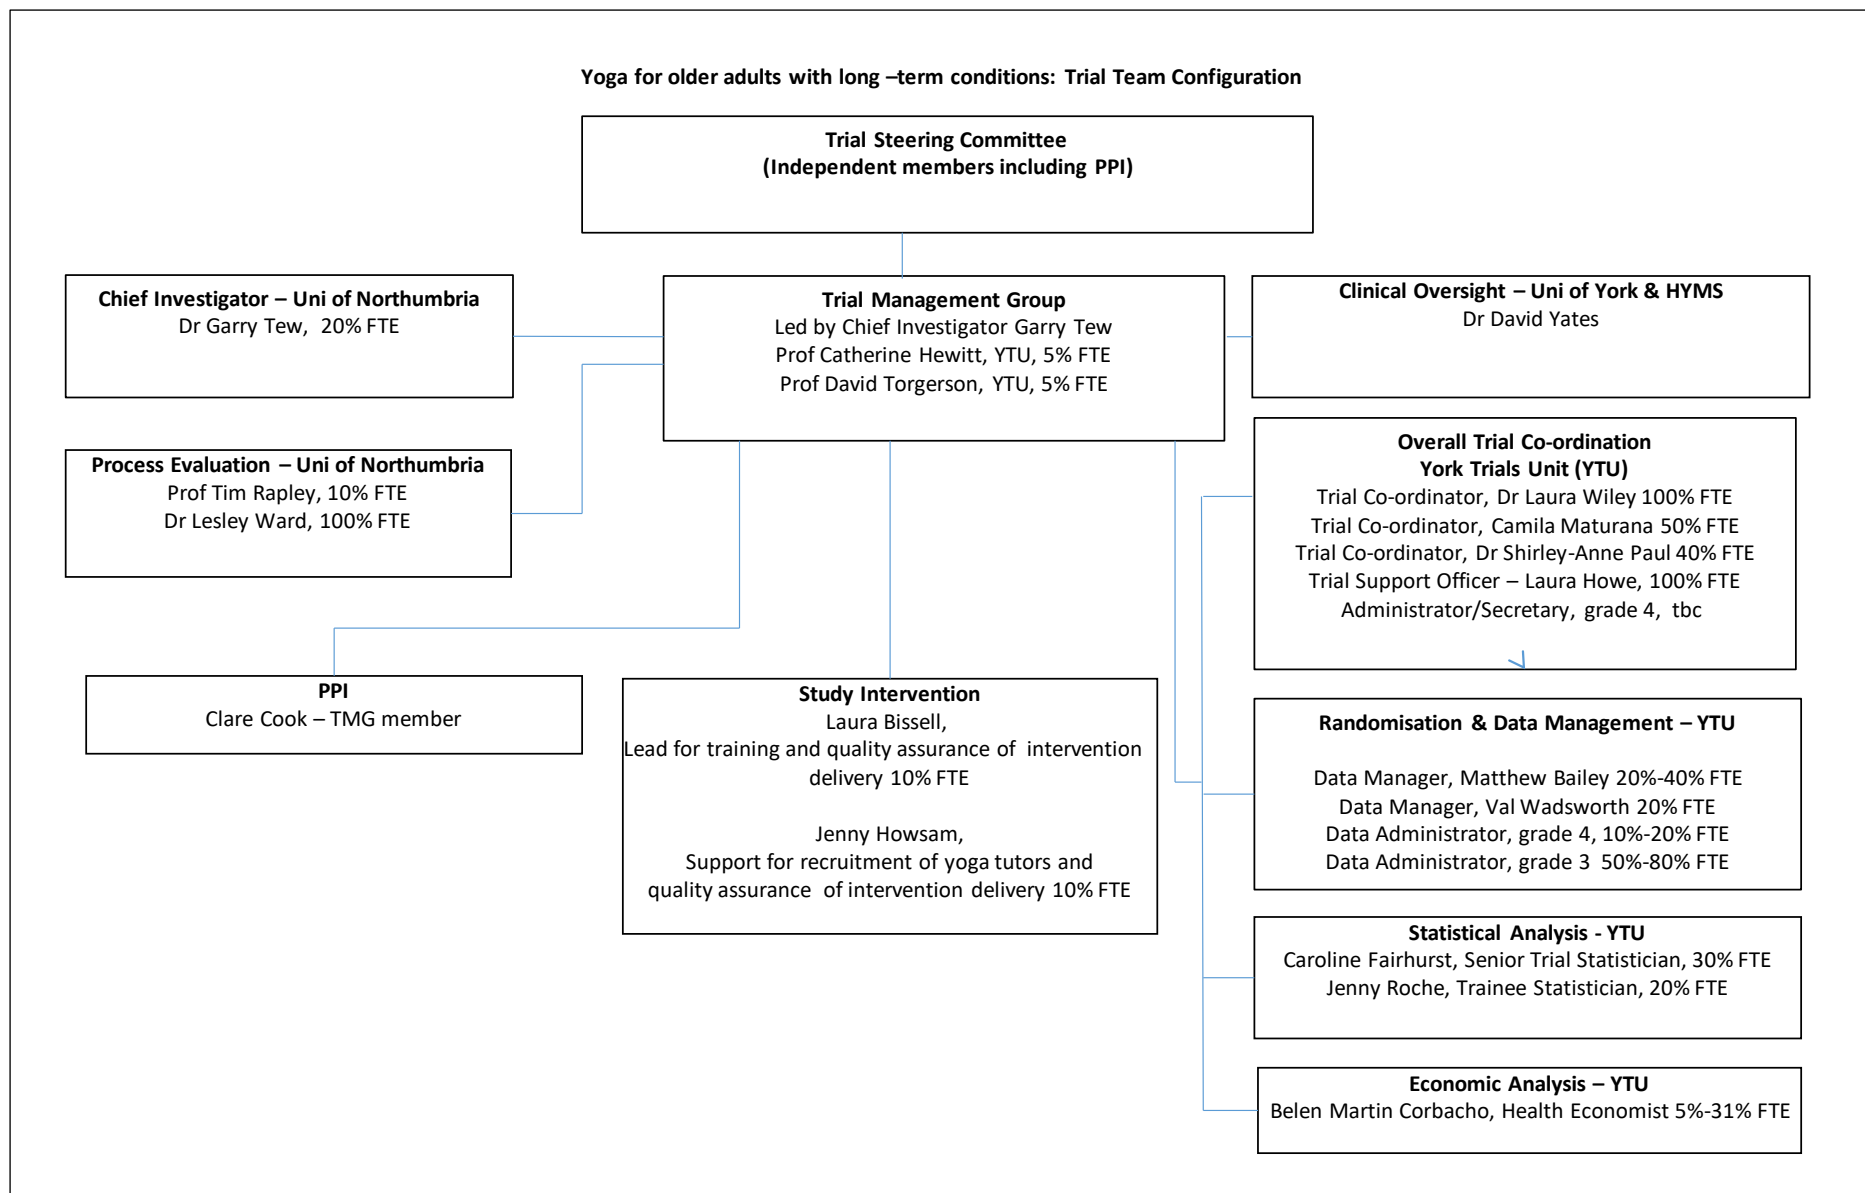 Yoga for older adults with long –term conditions: Trial Team Configuration
Trial Steering Committee
(Independent members including PPI)
Chief Investigator – Uni of Northumbria
Dr Garry Tew, 20% FTE
Trial Management Group
Led by Chief Investigator Garry Tew
Prof Catherine Hewitt, YTU, 5% FTE
Prof David Torgerson, YTU, 5% FTE
Clinical Oversight – Uni of York & HYMS
Dr David Yates
Process Evaluation – Uni of Northumbria
Prof Tim Rapley, 10% FTE
Dr Lesley Ward, 100% FTE
Overall Trial Co-ordination
York Trials Unit (YTU)
Trial Co-ordinator, Dr Laura Wiley 100% FTE
Trial Co-ordinator, Camila Maturana 50% FTE
Trial Co-ordinator, Dr Shirley-Anne Paul 40% FTE
Trial Support Officer – Laura Howe, 100% FTE
Administrator/Secretary, grade 4, tbc
PPI
Clare Cook – TMG member
Study Intervention
Laura Bissell,
Lead for training and quality assurance of intervention
delivery 10% FTE
Jenny Howsam,
Support for recruitment of yoga tutors and
quality assurance of intervention delivery 10% FTE
Randomisation & Data Management – YTU
Data Manager, Matthew Bailey 20%-40% FTE
Data Manager, Val Wadsworth 20% FTE
Data Administrator, grade 4, 10%-20% FTE
Data Administrator, grade 3 50%-80% FTE
Statistical Analysis - YTU
Caroline Fairhurst, Senior Trial Statistician, 30% FTE
Jenny Roche, Trainee Statistician, 20% FTE
Economic Analysis – YTU
Belen Martin Corbacho, Health Economist 5%-31% FTE